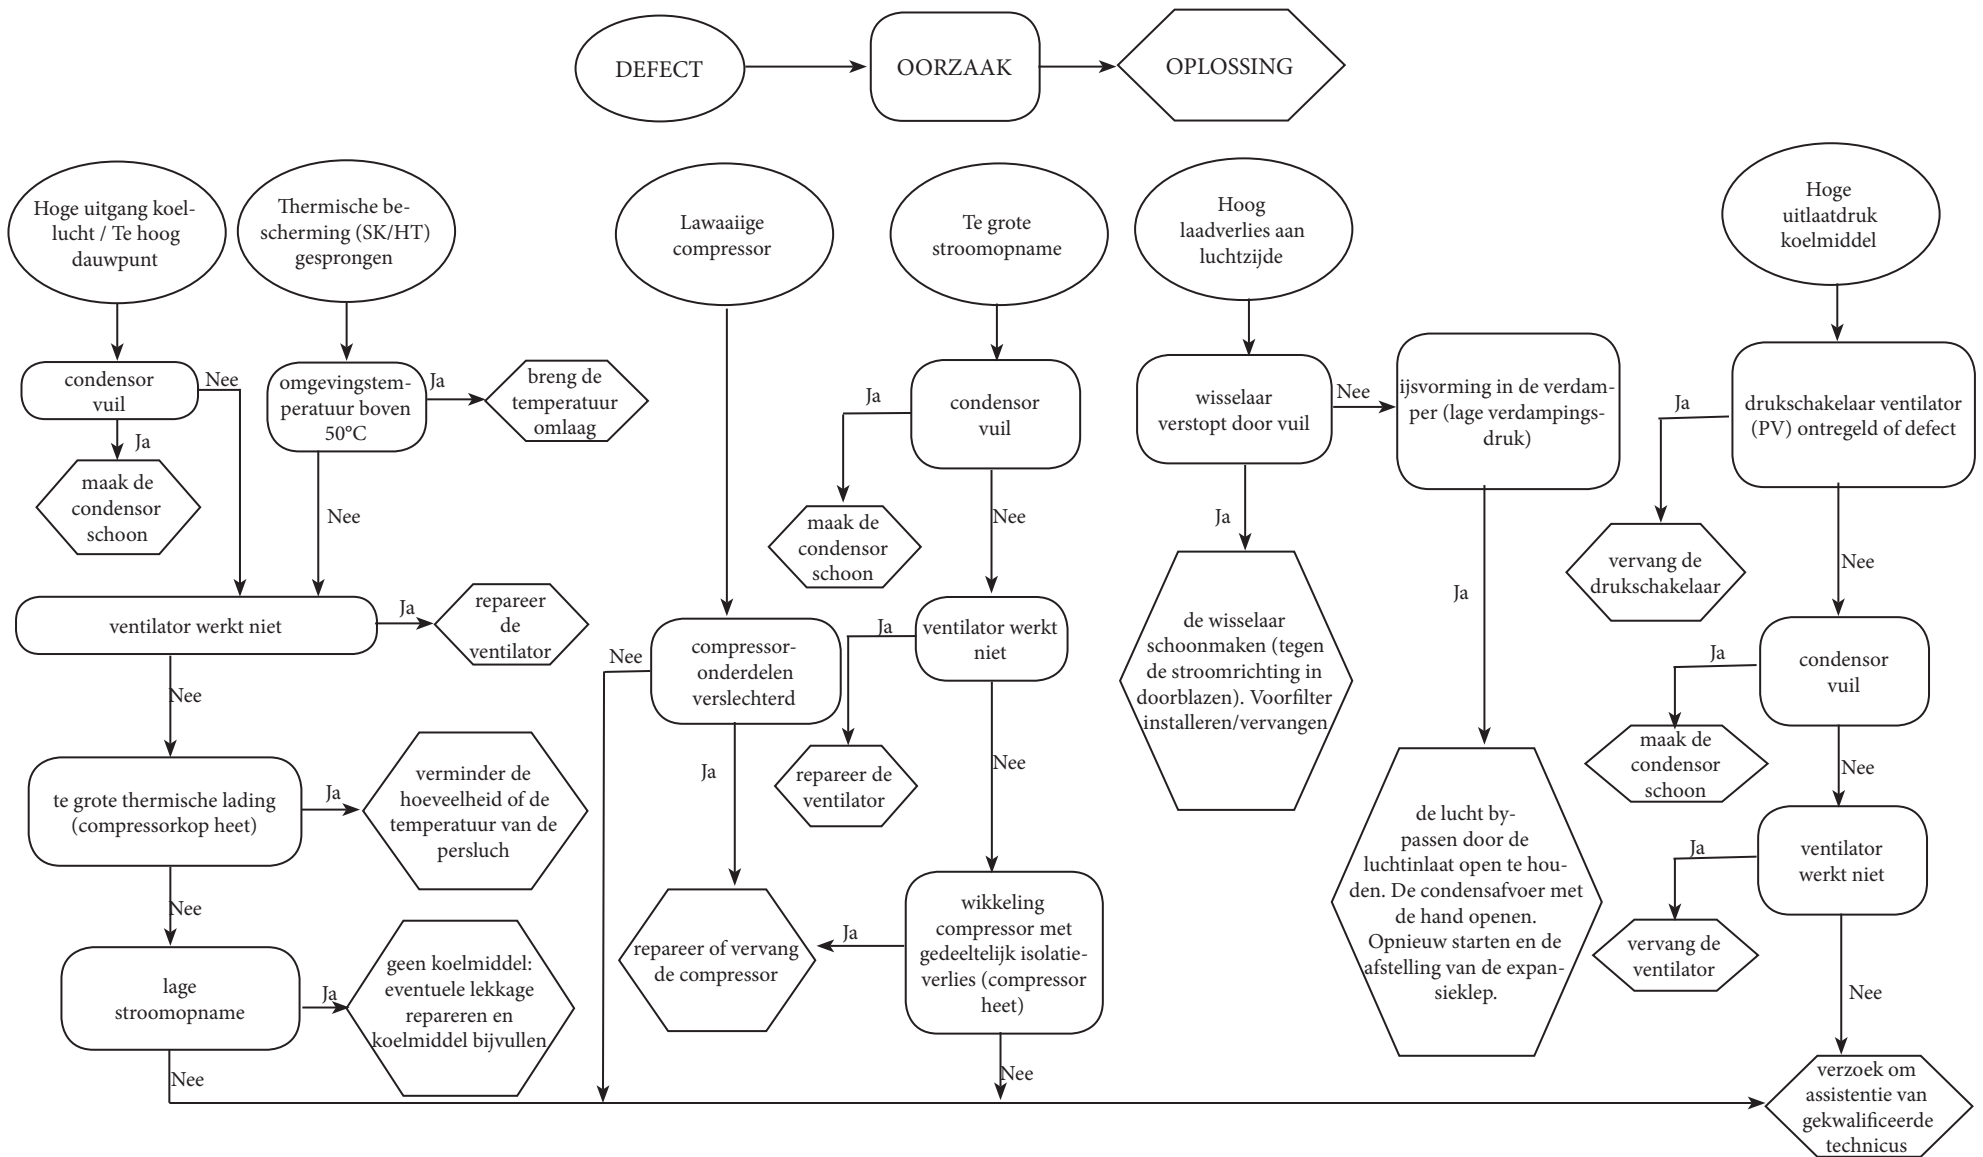 DEFECT
OORZAAK
OPLOSSING
Hoge uitgang koel-
lucht / Te hoog
dauwpunt
Thermische be-
scherming (SK/HT)
gesprongen
Lawaaiige
compressor
Te grote
stroomopname
Hoog
laadverlies aan
luchtzijde
Hoge
uitlaatdruk
koelmiddel
condensor
vuil
Nee
Ja
maak de
condensor
schoon
omgevingstem-
peratuur boven
50°C
Ja
breng de
temperatuur
omlaag
Nee
ventilator werkt niet
Ja
repareer
de
ventilator
Nee
te grote thermische lading
(compressorkop heet)
Ja
verminder de
hoeveelheid of de
temperatuur van de
persluch
Nee
lage
stroomopname
Ja
geen koelmiddel:
eventuele lekkage
repareren en
koelmiddel bijvullen
Nee
compressor-
onderdelen
verslechterd
Nee
Ja
repareer of vervang
de compressor
condensor
vuil
Ja
maak de
condensor
schoon
Nee
ventilator werkt
niet
Ja
repareer de
ventilator
Nee
wikkeling
compressor met
gedeeltelijk isolatie-
verlies (compressor
heet)
Ja
Nee
wisselaar
verstopt door vuil
Nee
Ja
de wisselaar
schoonmaken (tegen
de stroomrichting in
doorblazen). Voorfilter
installeren/vervangen
ijsvorming in de verdam-
per (lage verdampings-
druk)
Ja
de lucht by-
passen door de
luchtinlaat open te hou-
den. De condensafvoer met
de hand openen.
Opnieuw starten en de
afstelling van de expan-
sieklep.
drukschakelaar ventilator
(PV) ontregeld of defect
Ja
vervang de
drukschakelaar
Nee
condensor
vuil
Ja
maak de
condensor
schoon
Nee
ventilator
werkt niet
Ja
vervang de
ventilator
Nee
verzoek om
assistentie van
gekwalificeerde
technicus